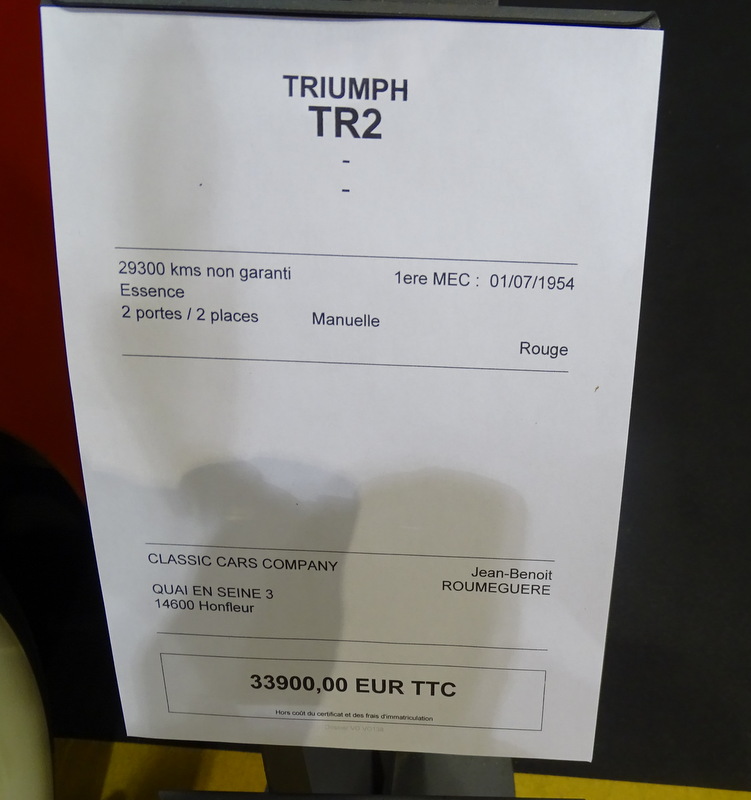 TRIUMPH
TR2
-
-
29300 kms non garanti
1ere MEC : 01/07/1954
Essence
2 portes / 2 places
Manuelle
Rouge
CLASSIC CARS COMPANY
Jean-Benoit
ROUMEGUERE
QUAI EN SEINE 3
14600 Honfleur
33900,00 EUR TTC
Hors coût du certificat et des frais d'immatriculation